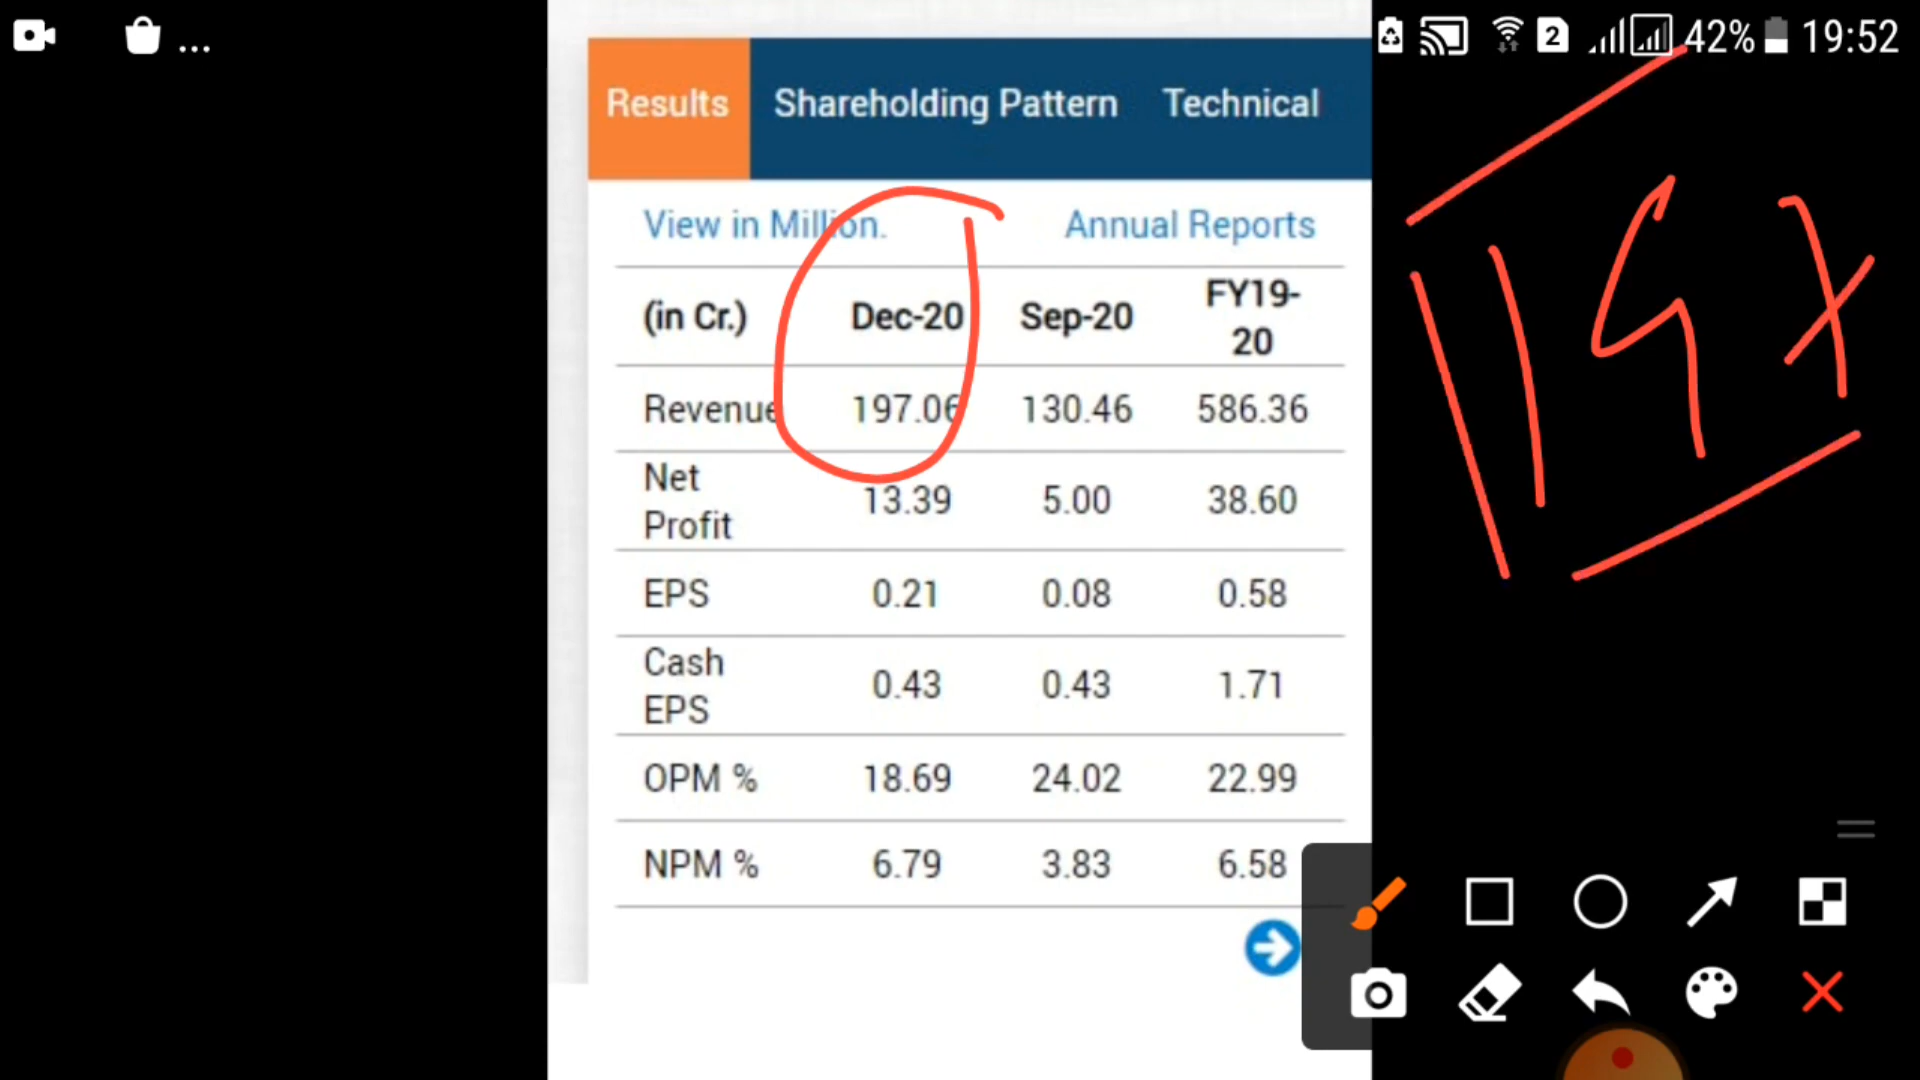 ... 2 42% 19:52
Results Shareholding Pattern Technical
View in Million. Annual Reports
(in Cr.) Dec-20 Sep-20 FY19-20
Revenue 197.06 130.46 586.36
Net Profit 13.39 5.00 38.60
EPS 0.21 0.08 0.58
Cash EPS 0.43 0.43 1.71
OPM % 18.69 24.02 22.99
NPM % 6.79 3.83 6.58